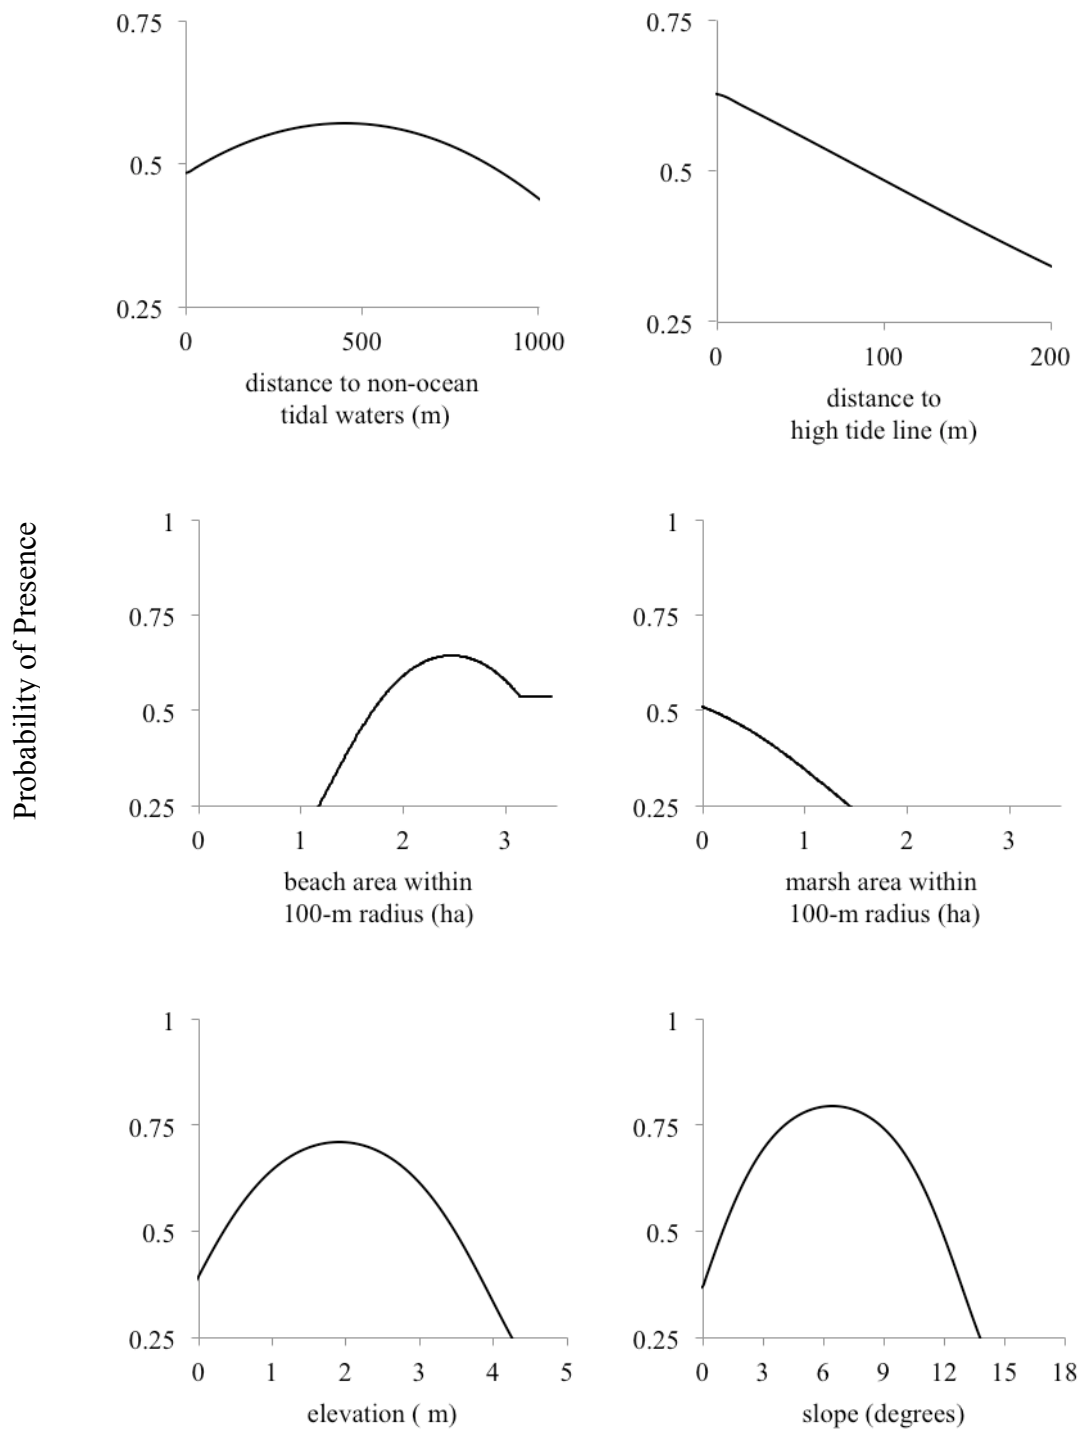 Probability of Presence
0.75
0.5
0.25
0 500 1000
distance to non-ocean
tidal waters (m)
0.75
0.5
0.25
0 100 200
distance to
high tide line (m)
1
0.75
0.5
0.25
0 1 2 3
beach area within
100-m radius (ha)
1
0.75
0.5
0.25
0 1 2 3
marsh area within
100-m radius (ha)
1
0.75
0.5
0.25
0 1 2 3 4 5
elevation ( m)
1
0.75
0.5
0.25
0 3 6 9 12 15 18
slope (degrees)